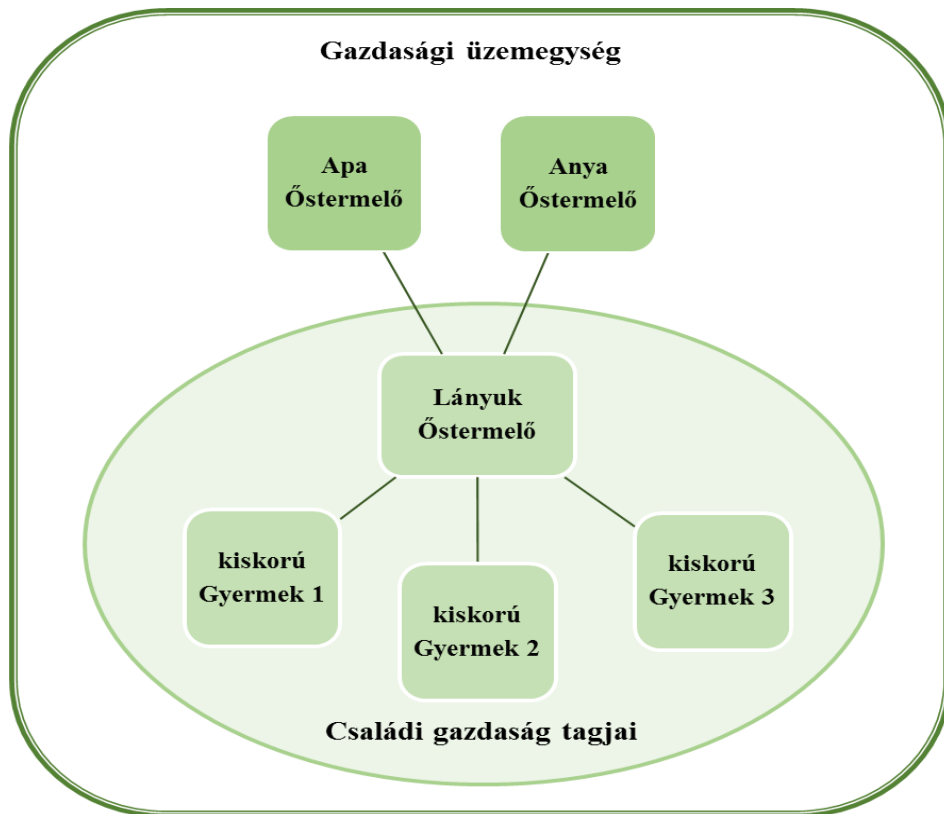 Gazdasági üzemegység
Apa
Őstermelő
Anya
Őstermelő
Lányuk
Őstermelő
kiskorú
Gyermek 1
kiskorú
Gyermek 2
kiskorú
Gyermek 3
Családi gazdaság tagjai